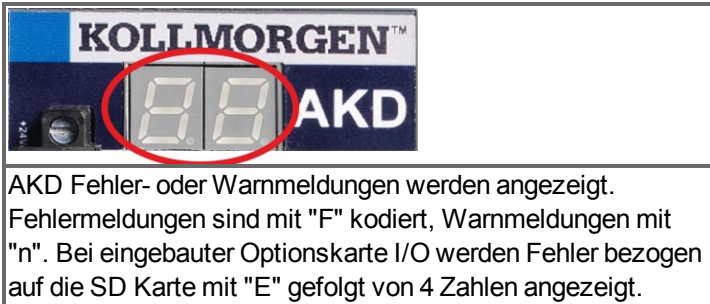 KOLLMORGEN™
AKD
+24V
AKD Fehler- oder Warnmeldungen werden angezeigt.
Fehlermeldungen sind mit "F" kodiert, Warnmeldungen mit
"n". Bei eingebauter Optionskarte I/O werden Fehler bezogen
auf die SD Karte mit "E" gefolgt von 4 Zahlen angezeigt.